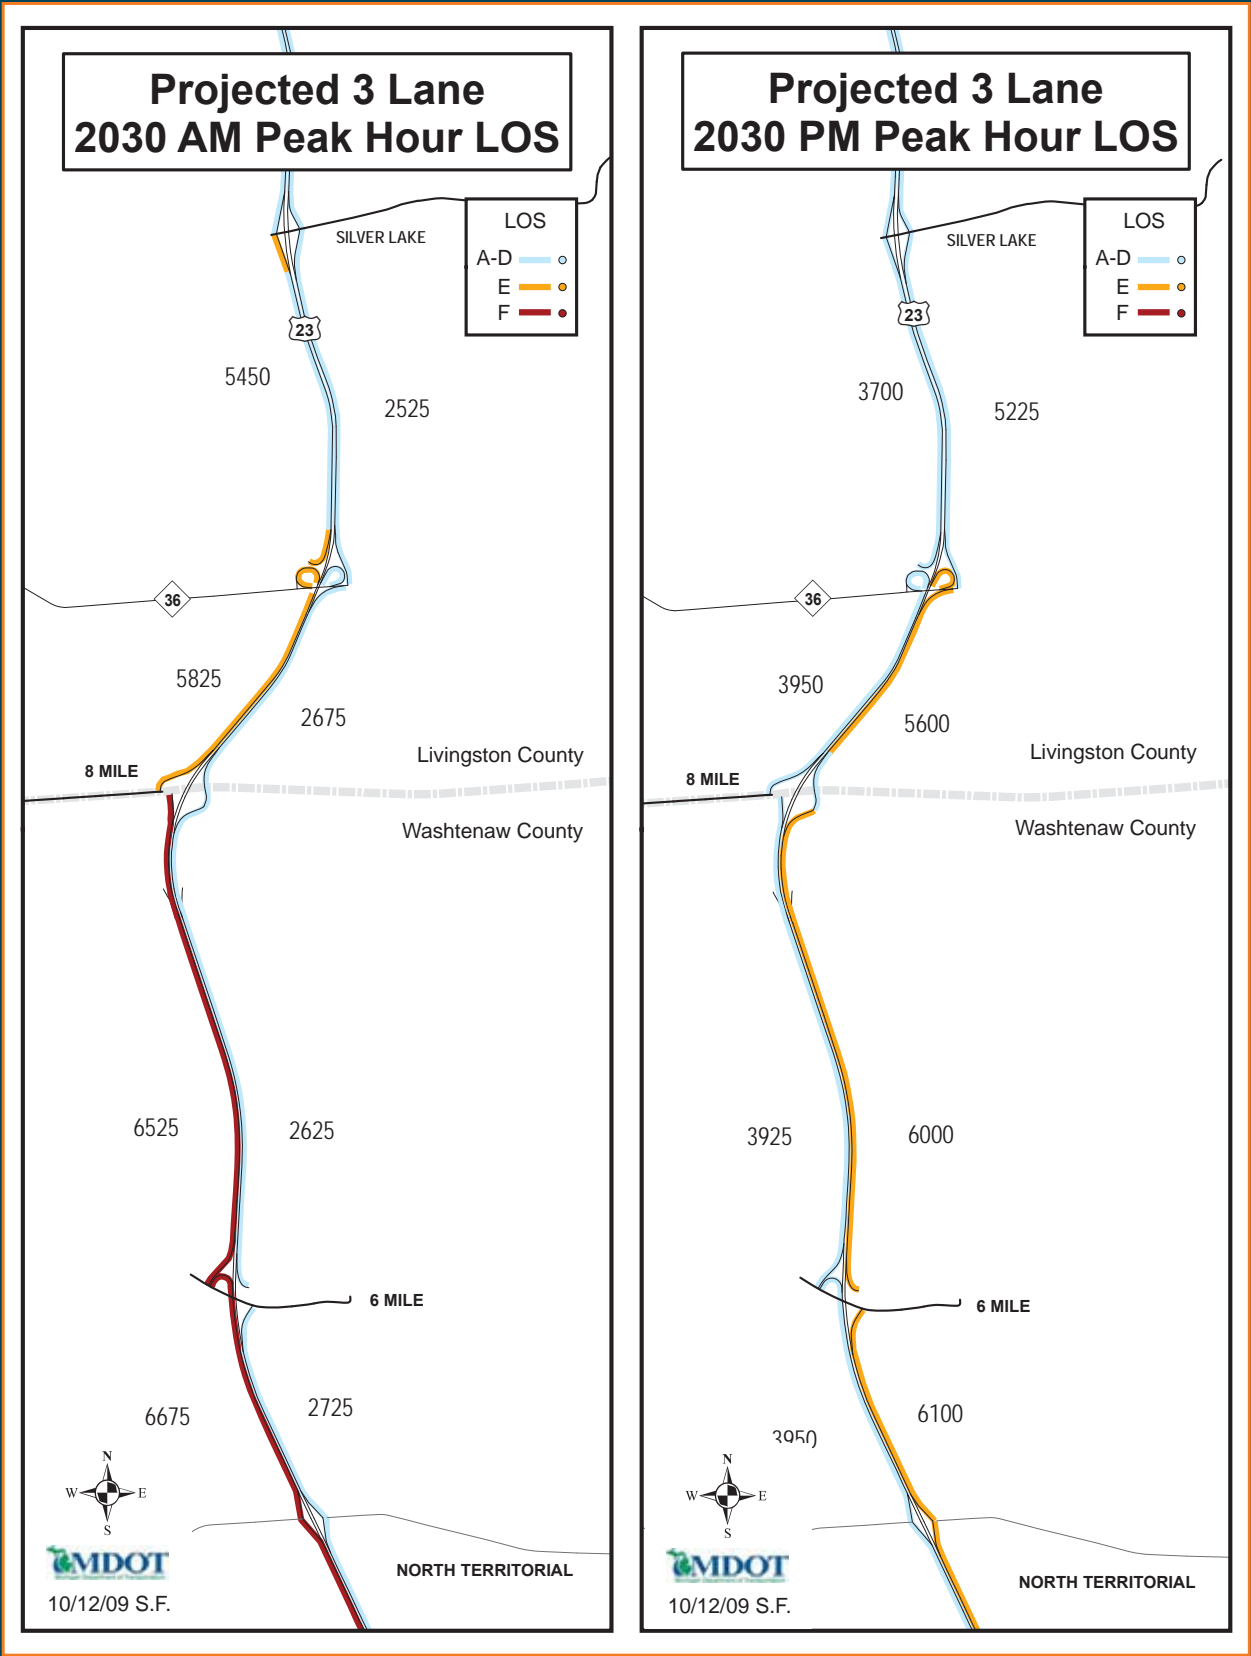 Projected 3 Lane
2030 AM Peak Hour LOS
SILVER LAKE
LOS
A-D
E
F
23
5450
2525
36
5825
2675
Livingston County
8 MILE
Washtenaw County
6525
2625
6 MILE
6675
2725
N
W E
S
MDOT
NORTH TERRITORIAL
10/12/09 S.F.
Projected 3 Lane
2030 PM Peak Hour LOS
SILVER LAKE
LOS
A-D
E
F
23
3700
5225
36
3950
5600
Livingston County
8 MILE
Washtenaw County
3925
6000
6 MILE
6100
3950
N
W E
S
MDOT
NORTH TERRITORIAL
10/12/09 S.F.